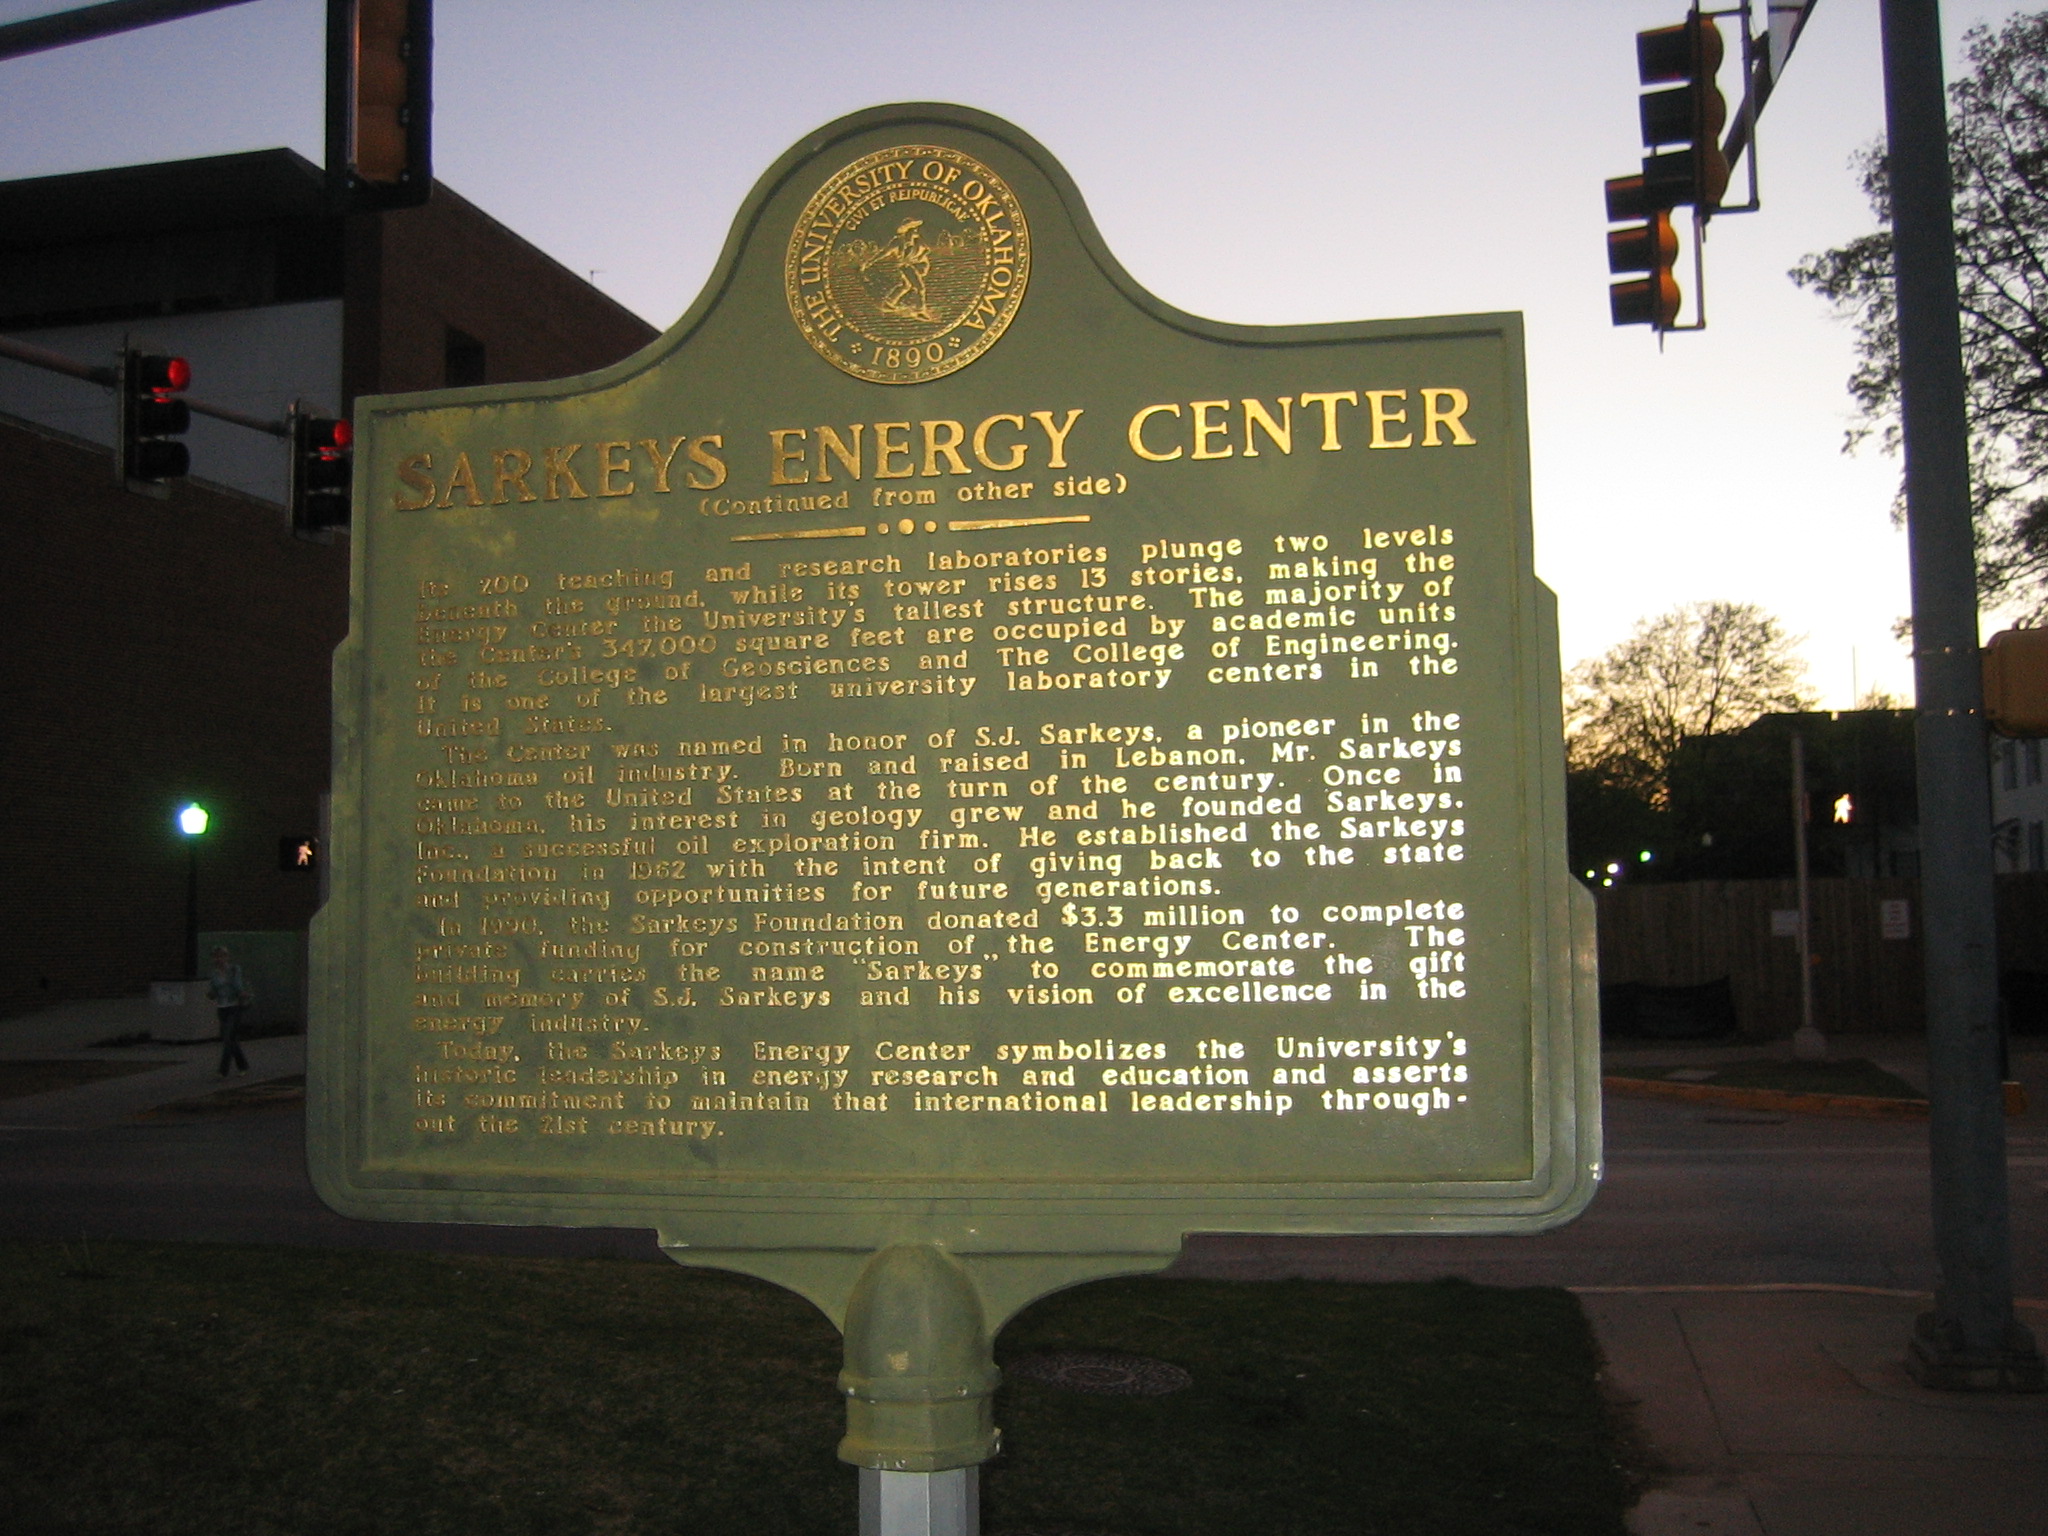 THE UNIVERSITY OF OKLAHOMA
CIVI ET REIPUBLICAE
1890
SARKEYS ENERGY CENTER
(Continued from other side)
Its 200 teaching and research laboratories plunge two levels
beneath the ground, while its tower rises 13 stories, making the
Energy Center the University's tallest structure. The majority of
the Center's 347,000 square feet are occupied by academic units
of the College of Geosciences and The College of Engineering.
It is one of the largest university laboratory centers in the
United States.
The Center was named in honor of S.J. Sarkeys, a pioneer in the
Oklahoma oil industry. Born and raised in Lebanon, Mr. Sarkeys
came to the United States at the turn of the century. Once in
Oklahoma, his interest in geology grew and he founded Sarkeys,
Inc., a successful oil exploration firm. He established the Sarkeys
Foundation in 1962 with the intent of giving back to the state
and providing opportunities for future generations.
In 1990, the Sarkeys Foundation donated $3.3 million to complete
private funding for construction of the Energy Center. The
building carries the name "Sarkeys" to commemorate the gift
and memory of S.J. Sarkeys and his vision of excellence in the
energy industry.
Today, the Sarkeys Energy Center symbolizes the University's
historic leadership in energy research and education and asserts
its commitment to maintain that international leadership through-
out the 21st century.